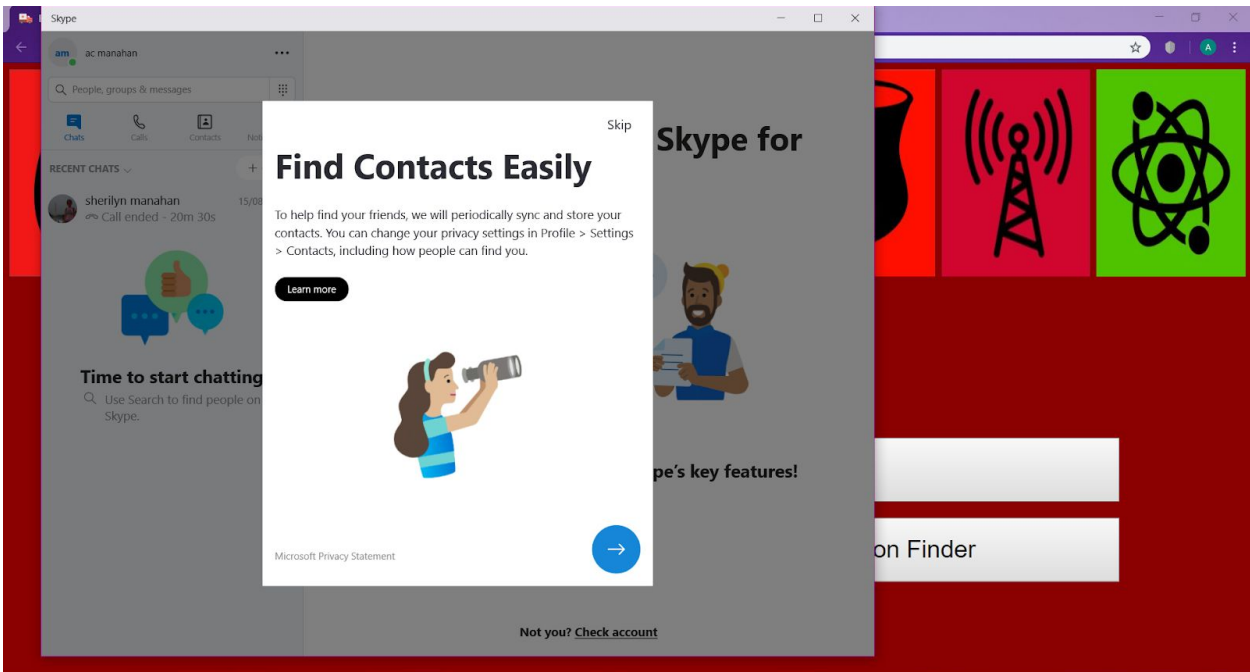 Skype
am ac manahan
People, groups & messages
Chats Calls Contacts
RECENT CHATS
sherilyn manahan 15/08
Call ended - 20m 30s
Time to start chatting
Use Search to find people on
Skype.
Skip
Find Contacts Easily
To help find your friends, we will periodically sync and store your
contacts. You can change your privacy settings in Profile > Settings
> Contacts, including how people can find you.
Learn more
Microsoft Privacy Statement
Skype for
key features!
Not you? Check account
A
on Finder